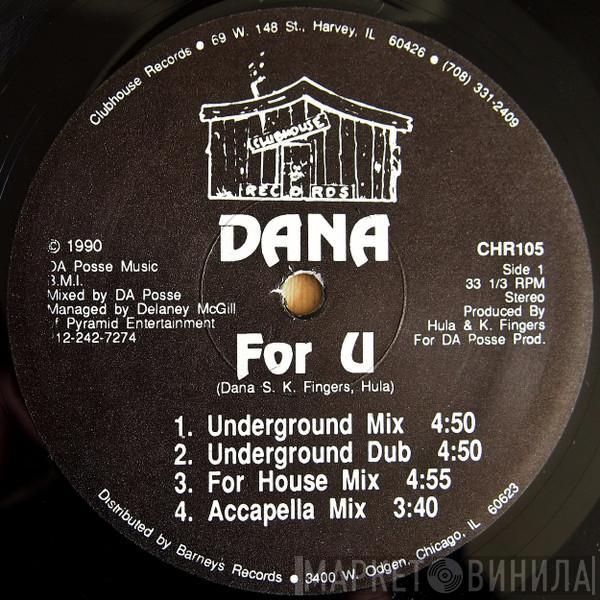 Clubhouse Records • 69 W. 148 St., Harvey, IL 60426 • (708) 331-2409
CLUBHOUSE
RECORDS
DANA
© 1990
DA Posse Music
B.M.I.
Mixed by DA Posse
Managed by Delaney McGill
of Pyramid Entertainment
312-242-7274
CHR105
Side 1
33 1/3 RPM
Stereo
Produced By
Hula & K. Fingers
For DA Posse Prod.
For U
(Dana S. K. Fingers, Hula)
1. Underground Mix 4:50
2. Underground Dub 4:50
3. For House Mix 4:55
4. Accapella Mix 3:40
Distributed by Barney's Records • 3400 W. Odgen, Chicago, IL 60623
МАРКЕТ ВИНИЛА